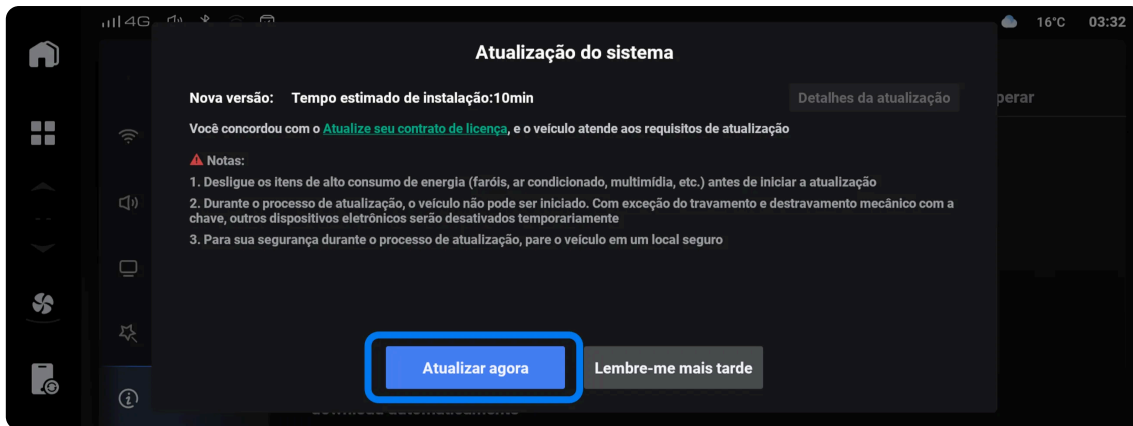 4G
16°C 03:32
Atualização do sistema
Nova versão: Tempo estimado de instalação:10min
Detalhes da atualização
perar
Você concordou com o Atualize seu contrato de licença, e o veículo atende aos requisitos de atualização
Notas:
1. Desligue os itens de alto consumo de energia (faróis, ar condicionado, multimídia, etc.) antes de iniciar a atualização
2. Durante o processo de atualização, o veículo não pode ser iniciado. Com exceção do travamento e destravamento mecânico com a
chave, outros dispositivos eletrônicos serão desativados temporariamente
3. Para sua segurança durante o processo de atualização, pare o veículo em um local seguro
Atualizar agora
Lembre-me mais tarde